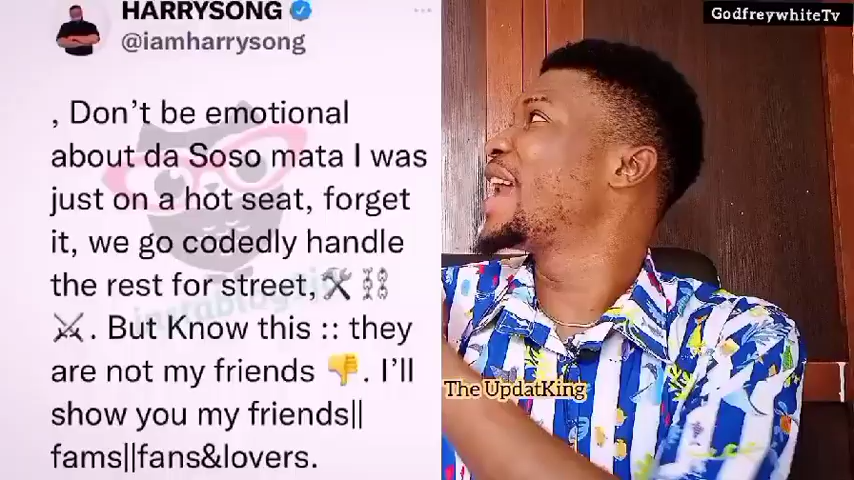 HARRYSONG
@iamharrysong
, Don't be emotional
about da Soso mata I was
just on a hot seat, forget
it, we go codedly handle
the rest for street,🛠️ ⛓️
⚔️. But Know this :: they
are not my friends 👎. I'll
show you my friends||
fams||fans&lovers.
GodfreywhiteTv
The UpdatKing